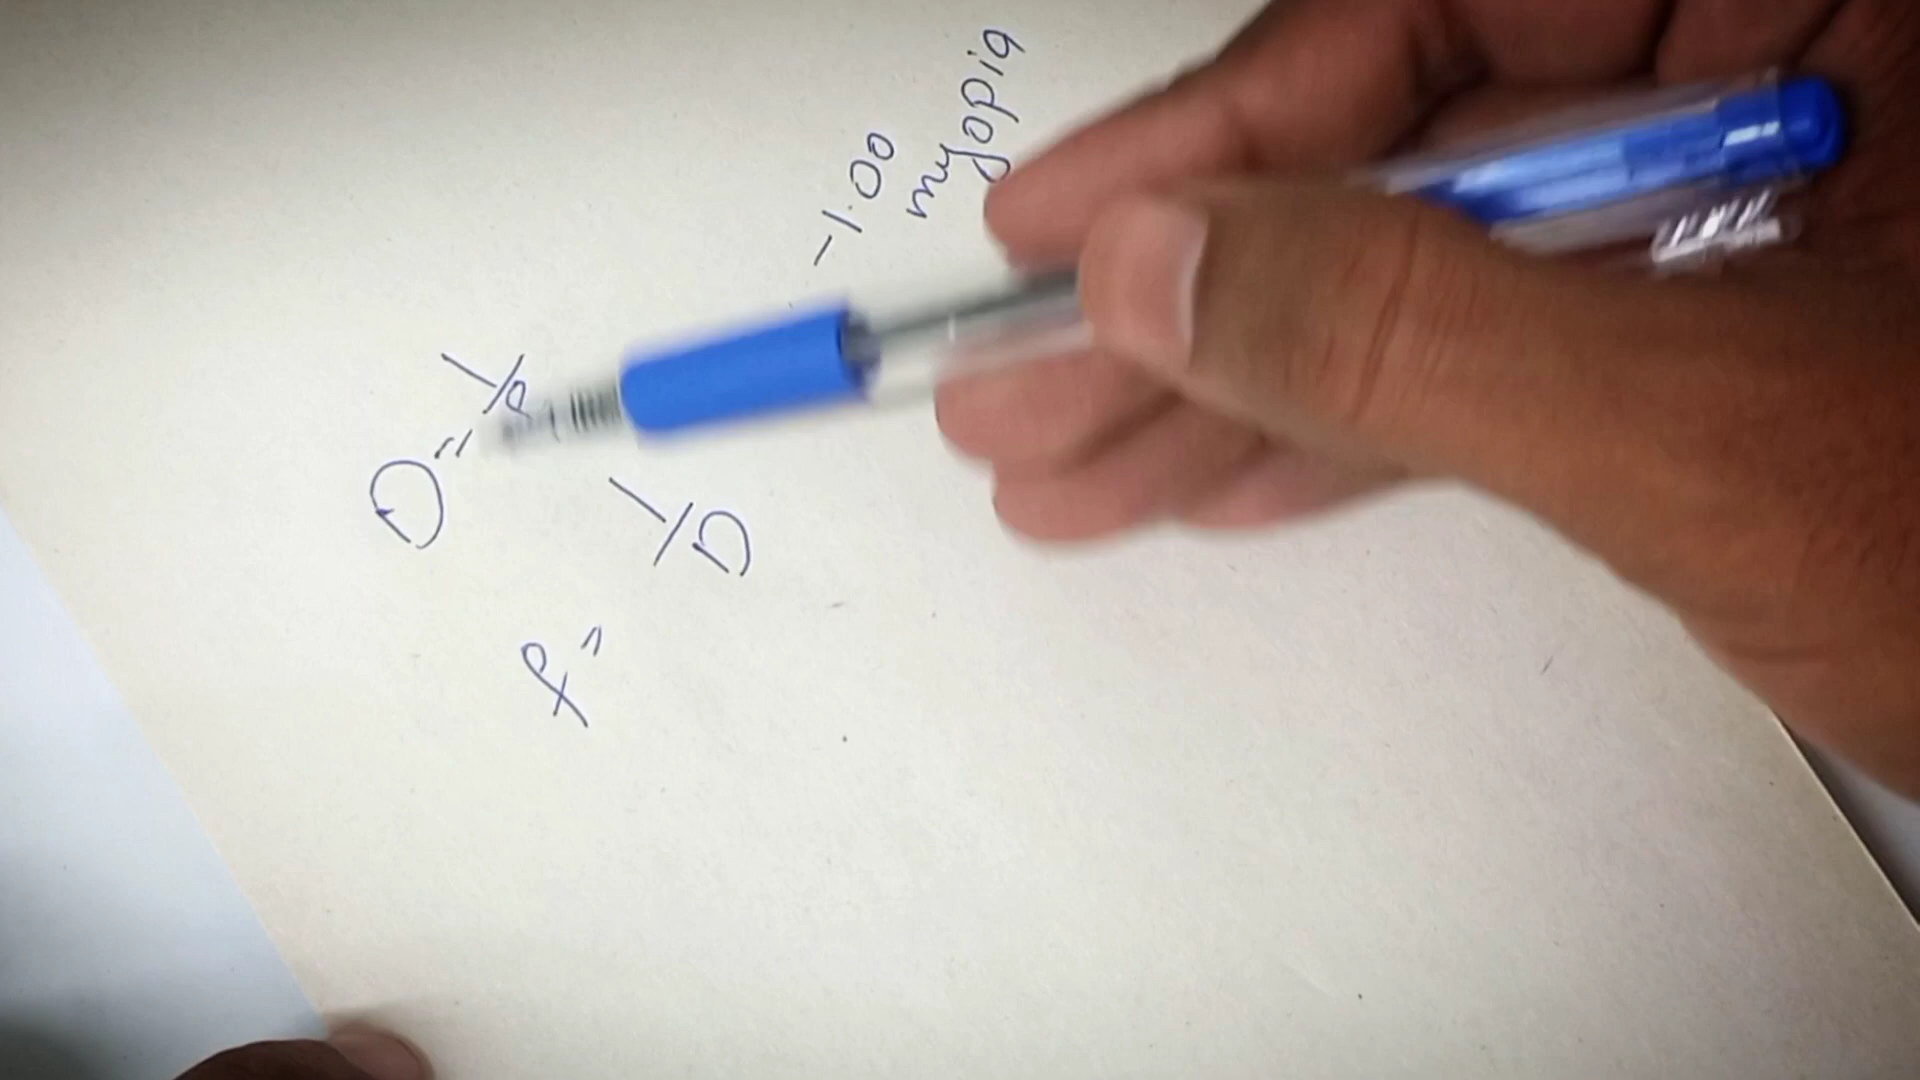 D = 1/f
f = 1/D
-1.00
myopia